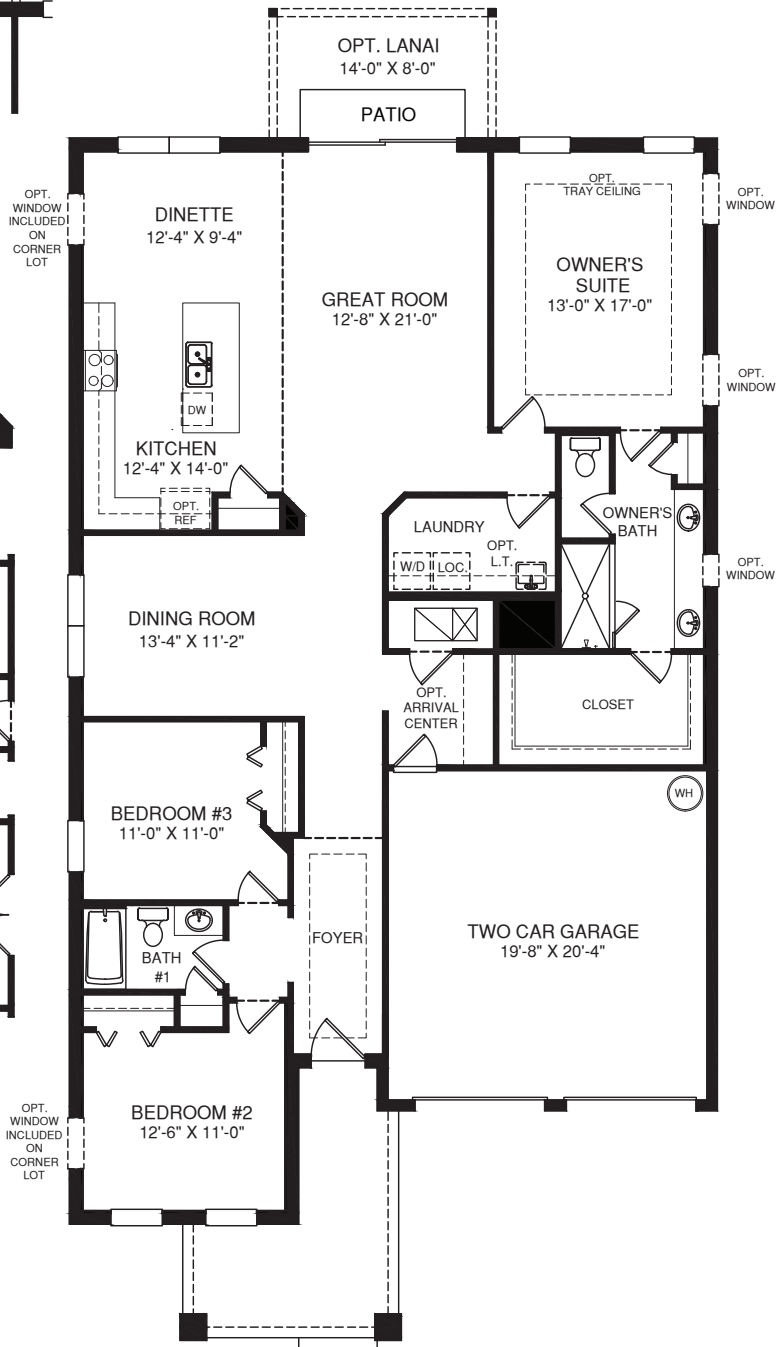 OPT. LANAI
14'-0" X 8'-0"
PATIO
OPT.
WINDOW
INCLUDED
ON
CORNER
LOT
DINETTE
12'-4" X 9'-4"
GREAT ROOM
12'-8" X 21'-0"
OPT.
TRAY CEILING
OWNER'S
SUITE
13'-0" X 17'-0"
OPT.
WINDOW
OPT.
WINDOW
DW
KITCHEN
12'-4" X 14'-0"
OPT.
REF
LAUNDRY
OPT.
L.T.
W/D
LOC.
OWNER'S
BATH
OPT.
WINDOW
DINING ROOM
13'-4" X 11'-2"
OPT.
ARRIVAL
CENTER
CLOSET
WH
BEDROOM #3
11'-0" X 11'-0"
BATH
#1
FOYER
TWO CAR GARAGE
19'-8" X 20'-4"
OPT.
WINDOW
INCLUDED
ON
CORNER
LOT
BEDROOM #2
12'-6" X 11'-0"